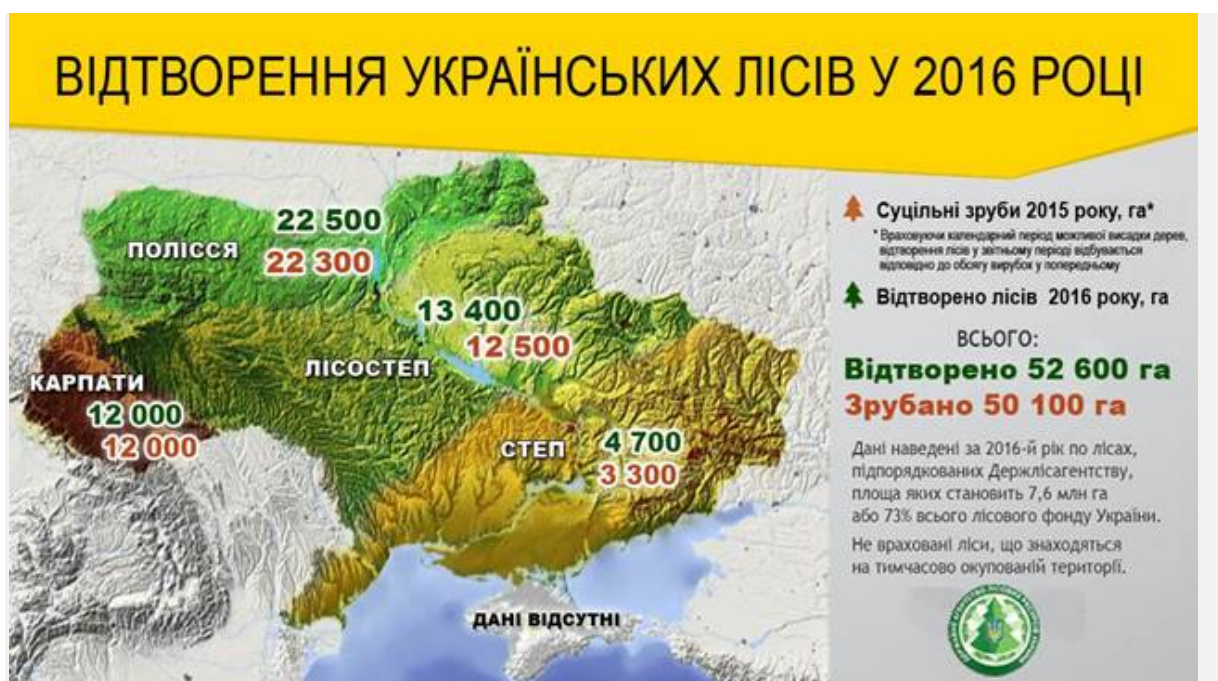 ВІДТВОРЕННЯ УКРАЇНСЬКИХ ЛІСІВ У 2016 РОЦІ
ПОЛІССЯ
22 500
22 300
13 400
12 500
ЛІСОСТЕП
КАРПАТИ
12 000
12 000
СТЕП
4 700
3 300
ДАНІ ВІДСУТНІ
Суцільні зруби 2015 року, га*
* Враховуючи календарний період можливої висадки дерев,
відтворення лісів у звітньому періоді відбувається
відповідно до обсягу вирубок у попередньому
Відтворено лісів 2016 року, га
ВСЬОГО:
Відтворено 52 600 га
Зрубано 50 100 га
Дані наведені за 2016-й рік по лісах,
підпорядкованих Держлісагентству,
площа яких становить 7,6 млн га
або 73% всього лісового фонду України.
Не враховані ліси, що знаходяться
на тимчасово окупованій території.